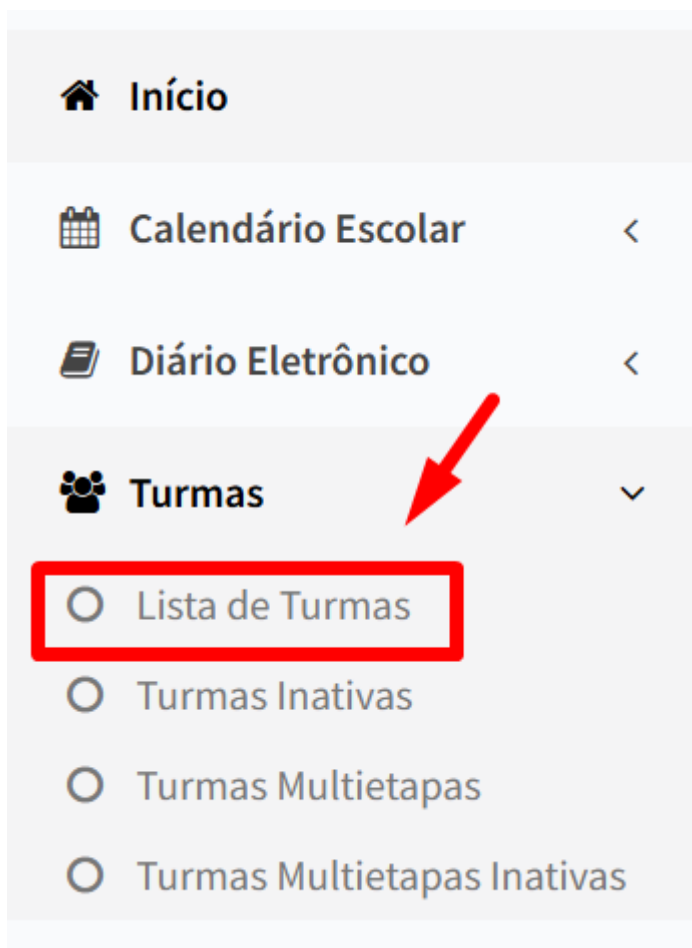 Início
Calendário Escolar
Diário Eletrônico
Turmas
Lista de Turmas
Turmas Inativas
Turmas Multietapas
Turmas Multietapas Inativas